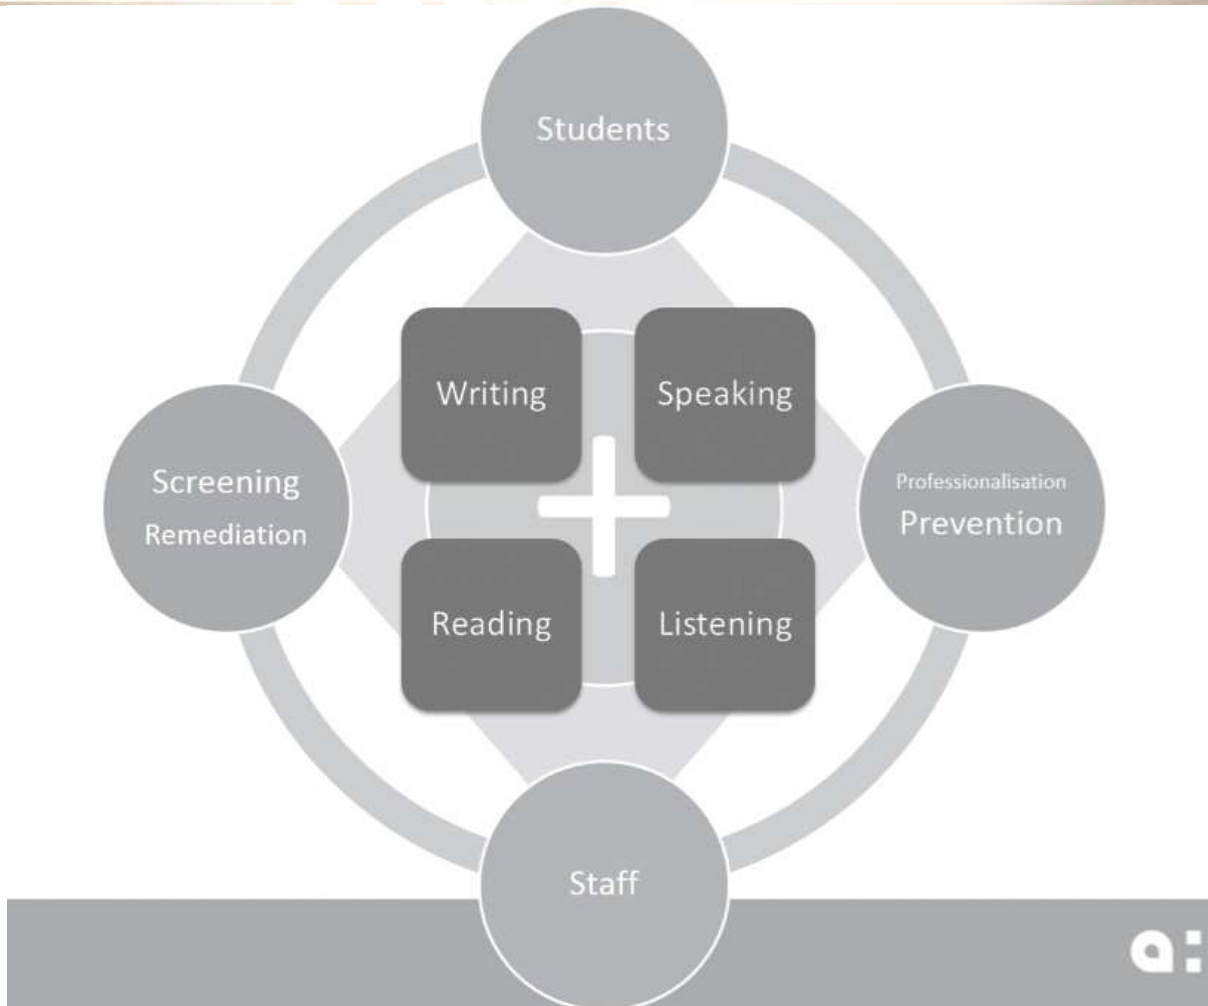 Students
Writing
Speaking
Screening
Remediation
Professionalisation
Prevention
Reading
Listening
Staff
a: